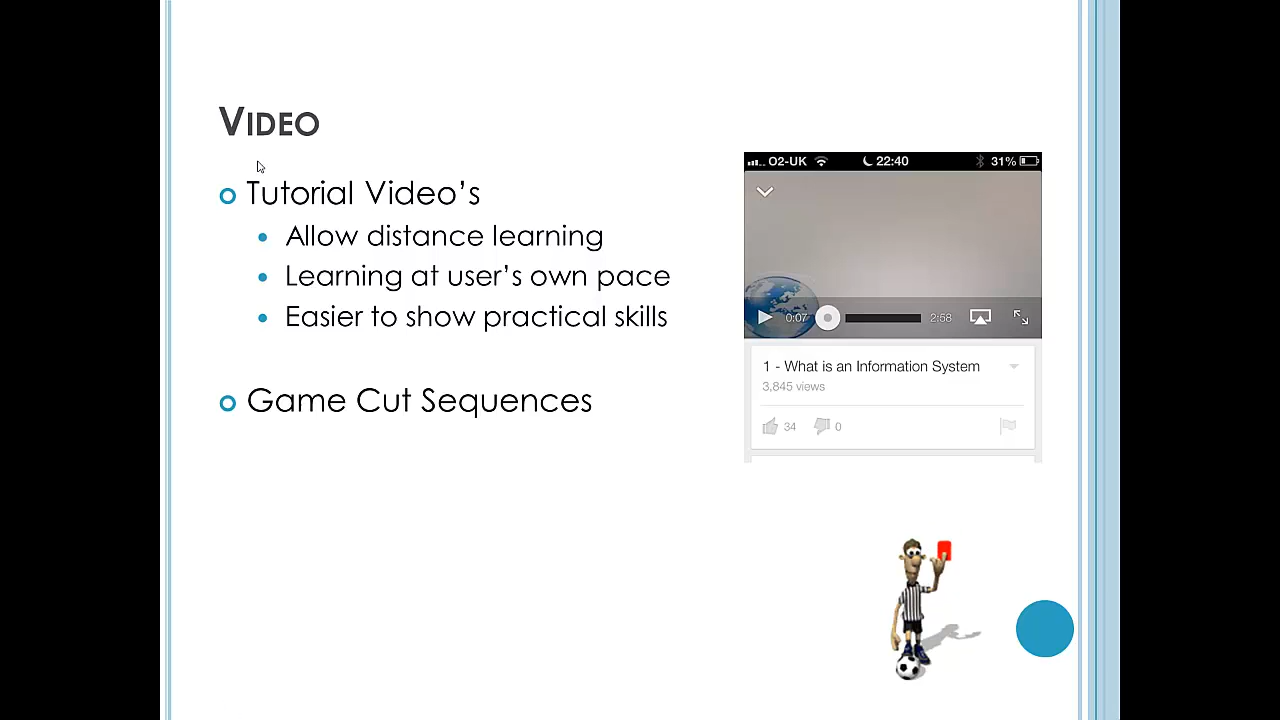 VIDEO
Tutorial Video's
Allow distance learning
Learning at user's own pace
Easier to show practical skills
Game Cut Sequences
O2-UK 22:40 31%
0:07 2:58
1 - What is an Information System
3,845 views
34 0